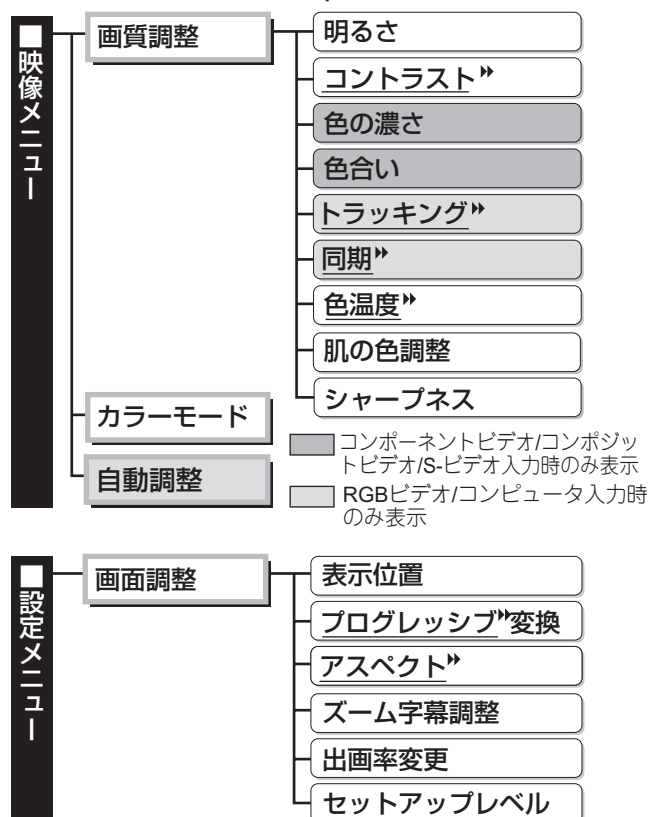 ■映像メニュー
画質調整
明るさ
コントラスト
色の濃さ
色合い
トラッキング
同期
色温度
肌の色調整
シャープネス
カラーモード
自動調整
コンポーネントビデオ/コンポジッ
トビデオ/S-ビデオ入力時のみ表示
RGBビデオ/コンピュータ入力時
のみ表示
■設定メニュー
画面調整
表示位置
プログレッシブ変換
アスペクト
ズーム字幕調整
出画率変更
セットアップレベル